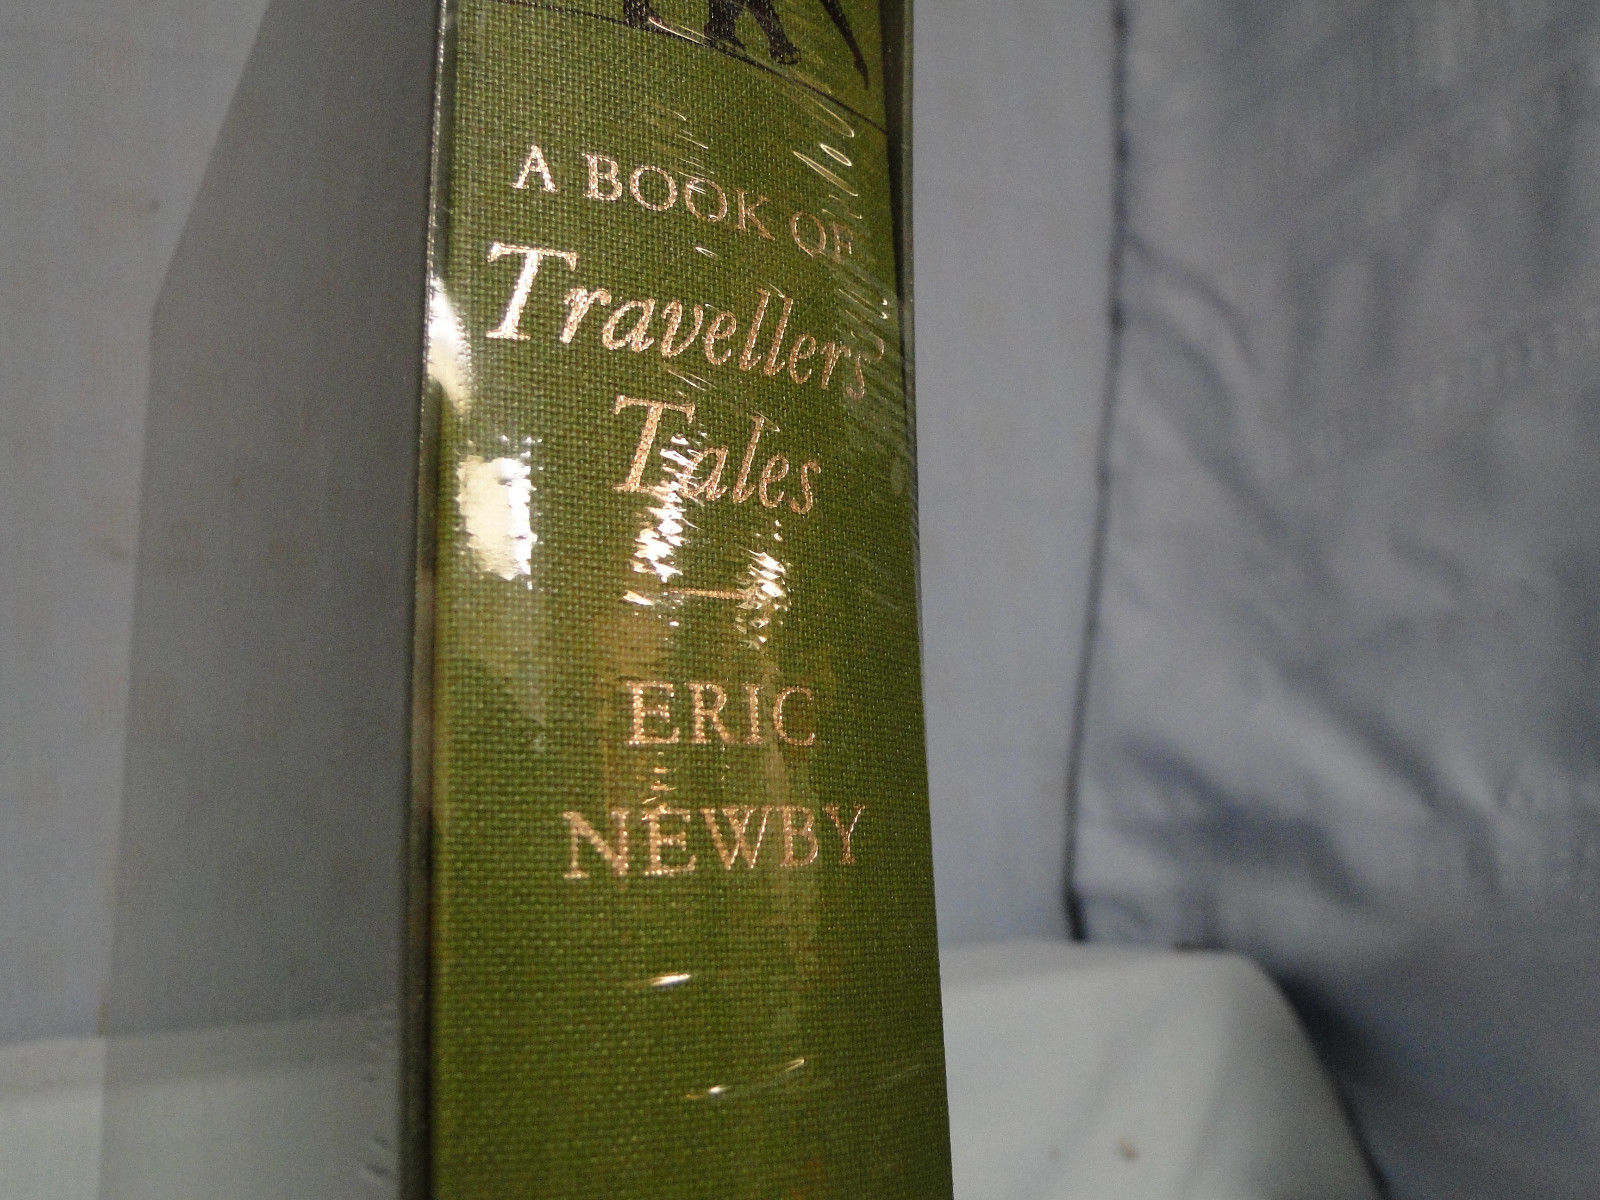 A BOOK OF
Travellers'
Tales
ERIC
NEWBY